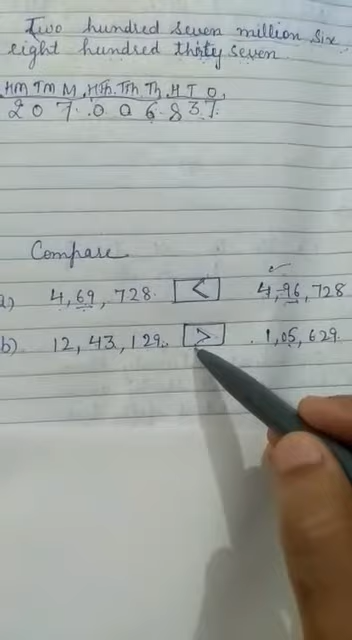 Two hundred seven million six
eight hundred thirty seven.
HM TM M, HTh. TTh Th, H T O,
2 0 7 . 0 0 6 . 8 3 7.
Compare
a) 4,69,728. < 4,96,728
b) 12,43,129. > 1,05,629.